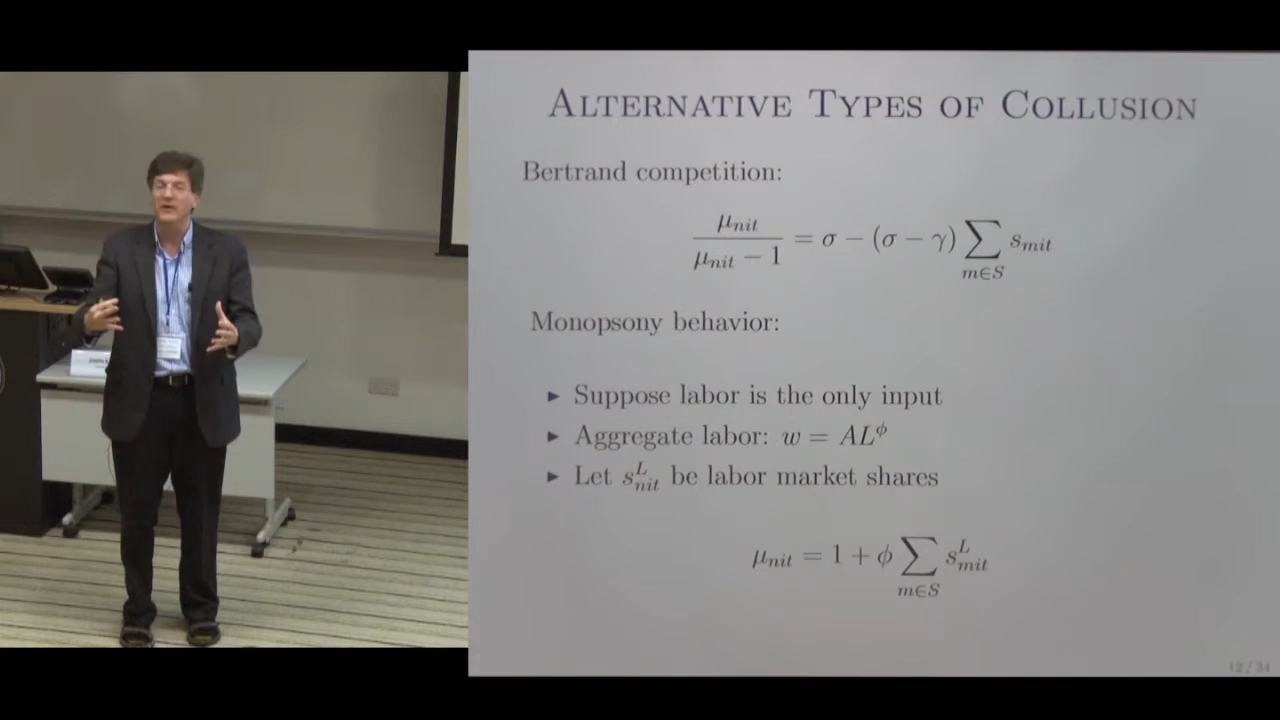 ALTERNATIVE TYPES OF COLLUSION
Bertrand competition:
μ_nit / (μ_nit − 1) = σ − (σ − γ) ∑_{m∈S} s_mit
Monopsony behavior:
▸ Suppose labor is the only input
▸ Aggregate labor: w = AL^ϕ
▸ Let s^L_nit be labor market shares
μ_nit = 1 + ϕ ∑_{m∈S} s^L_mit
12 / 34